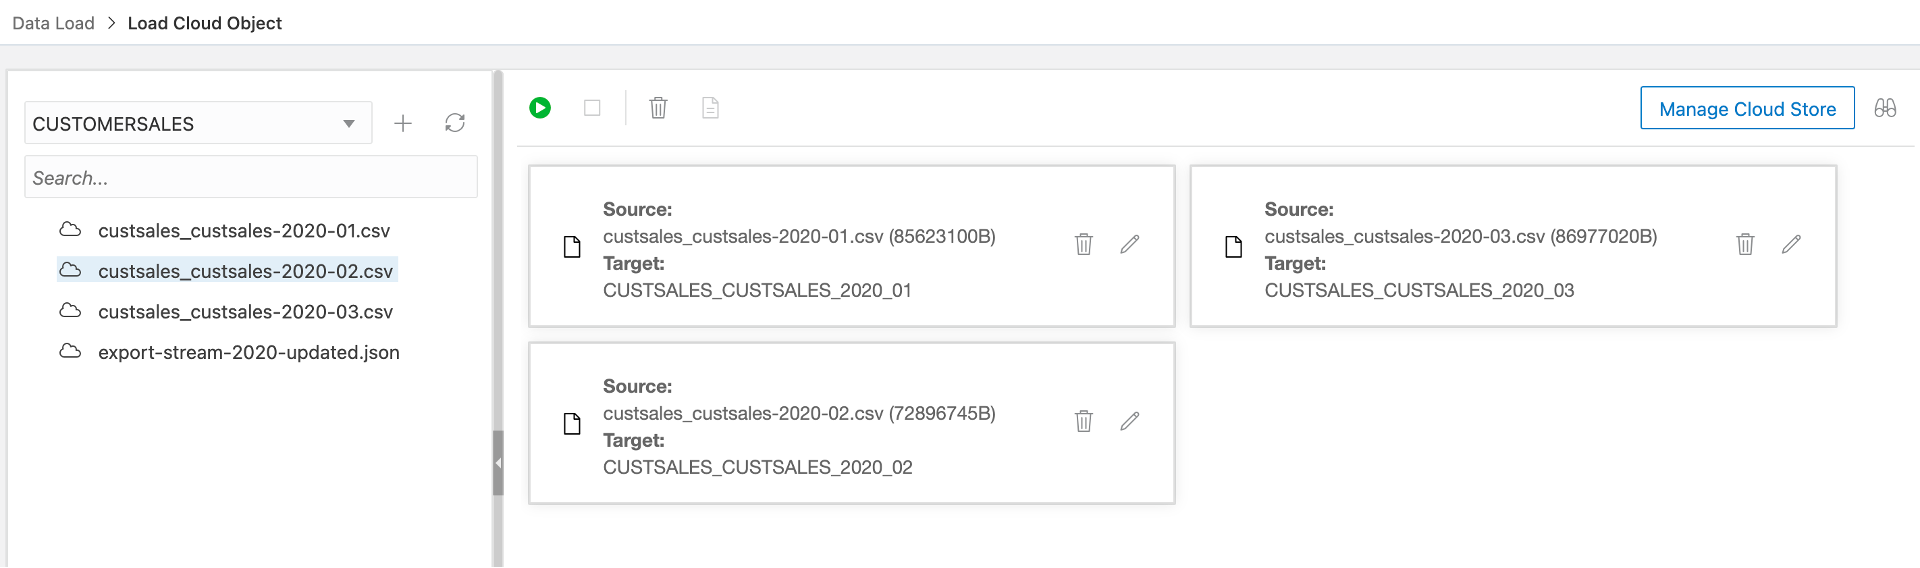 Data Load > Load Cloud Object
CUSTOMERSALES
Search...
custsales_custsales-2020-01.csv
custsales_custsales-2020-02.csv
custsales_custsales-2020-03.csv
export-stream-2020-updated.json
Manage Cloud Store
Source:
custsales_custsales-2020-01.csv (85623100B)
Target:
CUSTSALES_CUSTSALES_2020_01
Source:
custsales_custsales-2020-03.csv (86977020B)
Target:
CUSTSALES_CUSTSALES_2020_03
Source:
custsales_custsales-2020-02.csv (72896745B)
Target:
CUSTSALES_CUSTSALES_2020_02